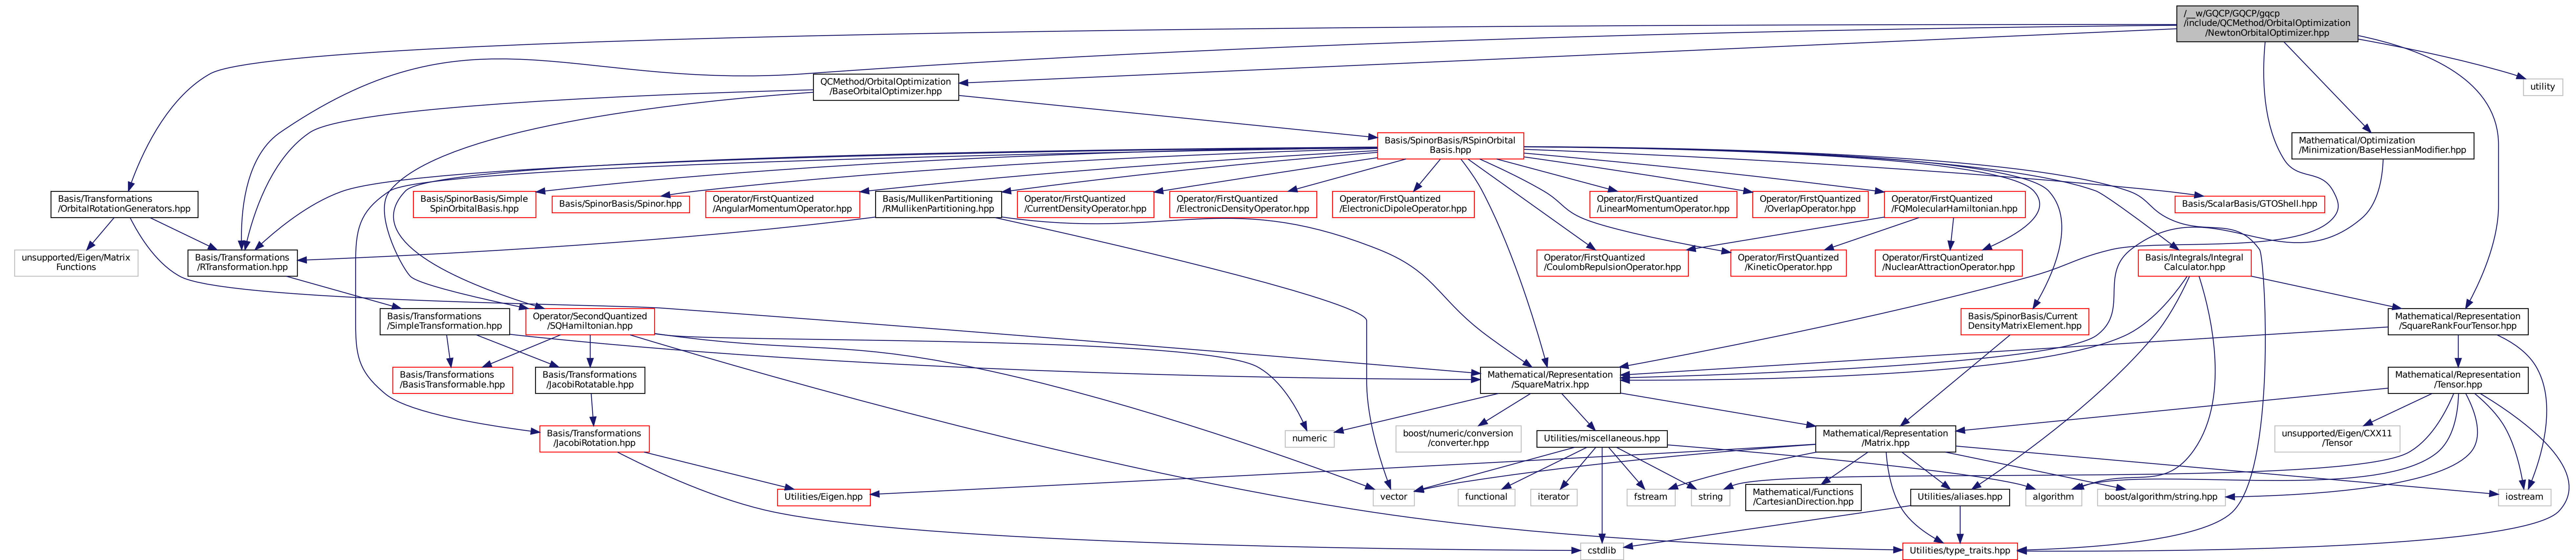 /__w/GQCP/GQCP/gqcp
/include/QCMethod/OrbitalOptimization
/NewtonOrbitalOptimizer.hpp
QCMethod/OrbitalOptimization
/BaseOrbitalOptimizer.hpp
utility
Basis/SpinorBasis/RSpinOrbital
Basis.hpp
Mathematical/Optimization
/Minimization/BaseHessianModifier.hpp
Basis/Transformations
/OrbitalRotationGenerators.hpp
Basis/SpinorBasis/Simple
SpinOrbitalBasis.hpp
Basis/SpinorBasis/Spinor.hpp
Operator/FirstQuantized
/AngularMomentumOperator.hpp
Basis/MullikenPartitioning
/RMullikenPartitioning.hpp
Operator/FirstQuantized
/CurrentDensityOperator.hpp
Operator/FirstQuantized
/ElectronicDensityOperator.hpp
Operator/FirstQuantized
/ElectronicDipoleOperator.hpp
Operator/FirstQuantized
/LinearMomentumOperator.hpp
Operator/FirstQuantized
/OverlapOperator.hpp
Operator/FirstQuantized
/FQMolecularHamiltonian.hpp
Basis/ScalarBasis/GTOShell.hpp
unsupported/Eigen/Matrix
Functions
Basis/Transformations
/RTransformation.hpp
Operator/FirstQuantized
/CoulombRepulsionOperator.hpp
Operator/FirstQuantized
/KineticOperator.hpp
Operator/FirstQuantized
/NuclearAttractionOperator.hpp
Basis/Integrals/Integral
Calculator.hpp
Basis/Transformations
/SimpleTransformation.hpp
Operator/SecondQuantized
/SQHamiltonian.hpp
Basis/SpinorBasis/Current
DensityMatrixElement.hpp
Mathematical/Representation
/SquareRankFourTensor.hpp
Basis/Transformations
/BasisTransformable.hpp
Basis/Transformations
/JacobiRotatable.hpp
Mathematical/Representation
/SquareMatrix.hpp
Mathematical/Representation
/Tensor.hpp
Basis/Transformations
/JacobiRotation.hpp
numeric
boost/numeric/conversion
/converter.hpp
Utilities/miscellaneous.hpp
Mathematical/Representation
/Matrix.hpp
unsupported/Eigen/CXX11
/Tensor
Utilities/Eigen.hpp
vector
functional
iterator
fstream
string
Mathematical/Functions
/CartesianDirection.hpp
Utilities/aliases.hpp
algorithm
boost/algorithm/string.hpp
iostream
cstdlib
Utilities/type_traits.hpp